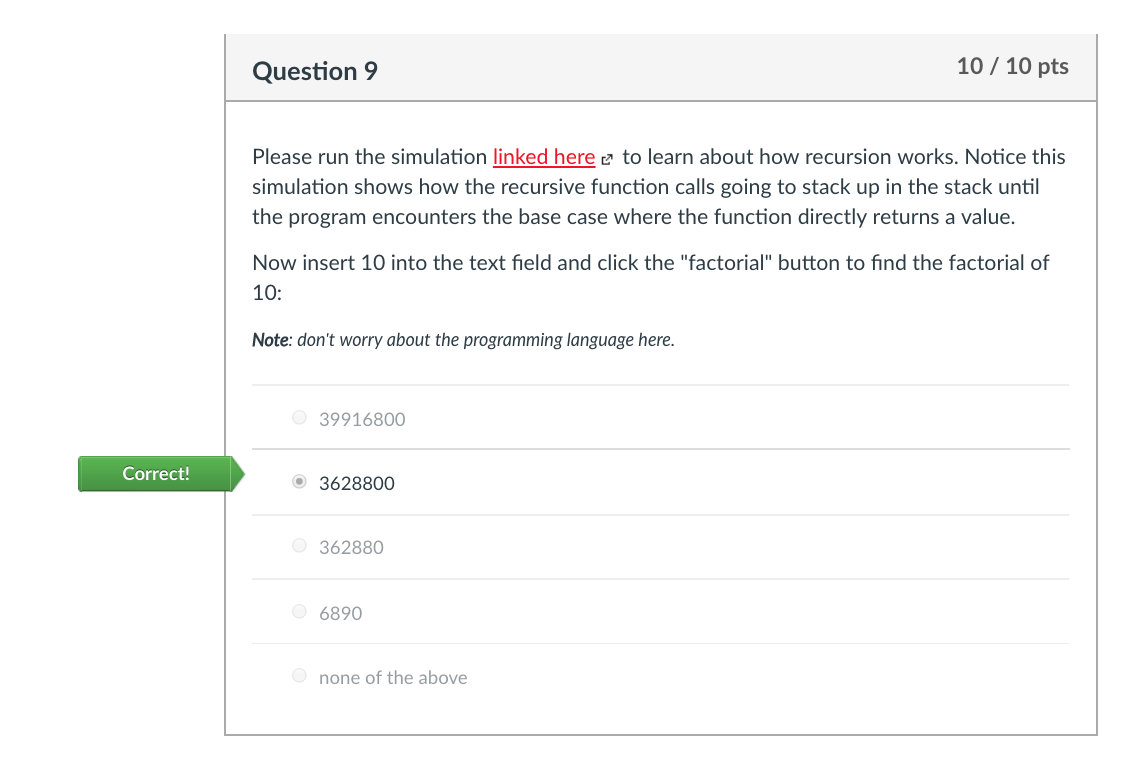 Question 9
10 / 10 pts
Please run the simulation linked here to learn about how recursion works. Notice this
simulation shows how the recursive function calls going to stack up in the stack until
the program encounters the base case where the function directly returns a value.
Now insert 10 into the text field and click the "factorial" button to find the factorial of
10:
Note: don't worry about the programming language here.
39916800
Correct!
3628800
362880
6890
none of the above